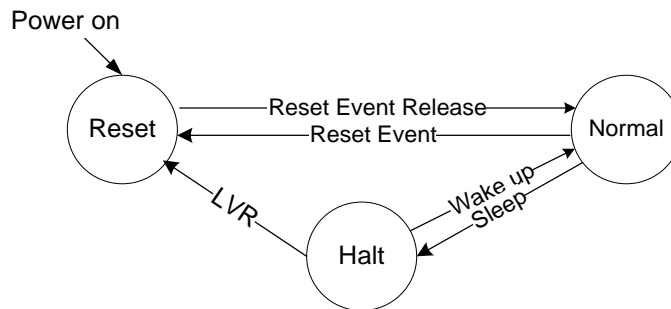 Power on
Reset
Reset Event Release
Reset Event
Normal
LVR
Wake up
Sleep
Halt